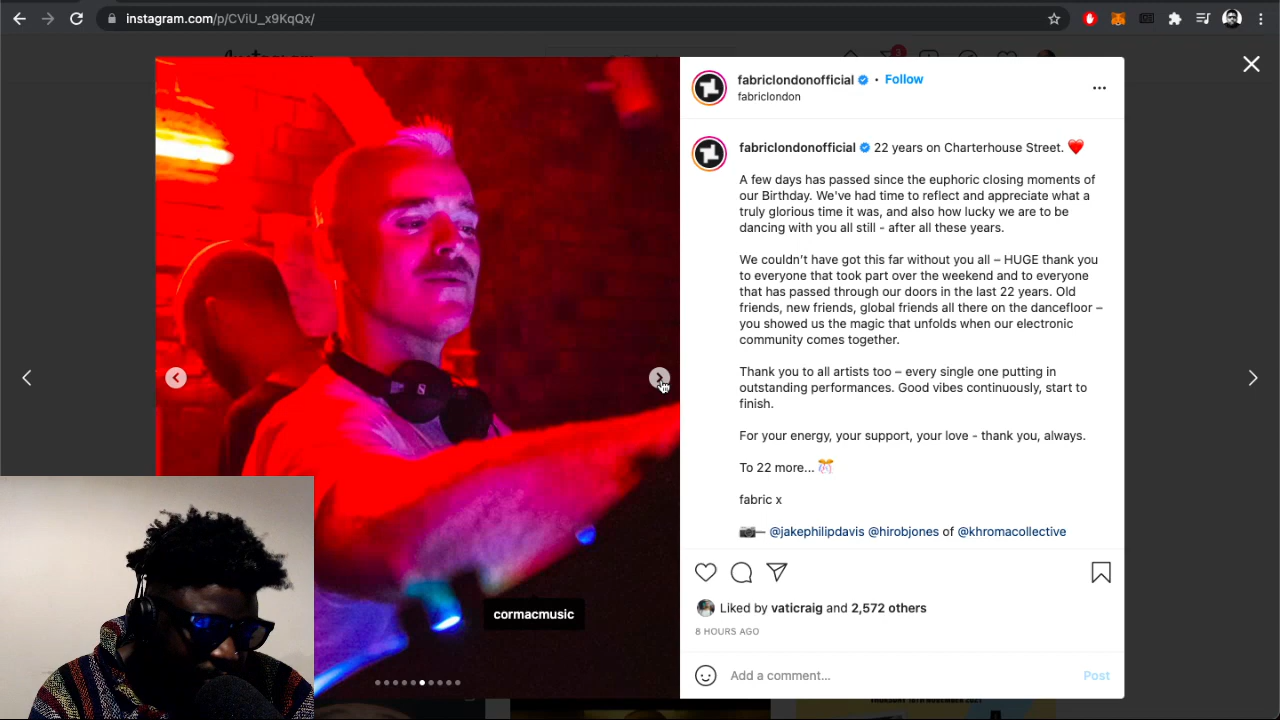 instagram.com/p/CViU_x9KqQx/
3
fabriclondonofficial • Follow
fabriclondon
fabriclondonofficial 22 years on Charterhouse Street. ❤️
A few days has passed since the euphoric closing moments of
our Birthday. We've had time to reflect and appreciate what a
truly glorious time it was, and also how lucky we are to be
dancing with you all still - after all these years.
We couldn't have got this far without you all – HUGE thank you
to everyone that took part over the weekend and to everyone
that has passed through our doors in the last 22 years. Old
friends, new friends, global friends all there on the dancefloor –
you showed us the magic that unfolds when our electronic
community comes together.
Thank you to all artists too – every single one putting in
outstanding performances. Good vibes continuously, start to
finish.
For your energy, your support, your love - thank you, always.
To 22 more... 🎊
fabric x
📷— @jakephilipdavis @hirobjones of @khromacollective
cormacmusic
Liked by vaticraig and 2,572 others
8 HOURS AGO
Add a comment...
Post